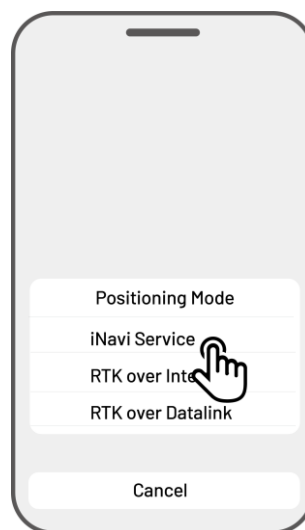 Positioning Mode
iNavi Service
RTK over Inte
RTK over Datalink
Cancel